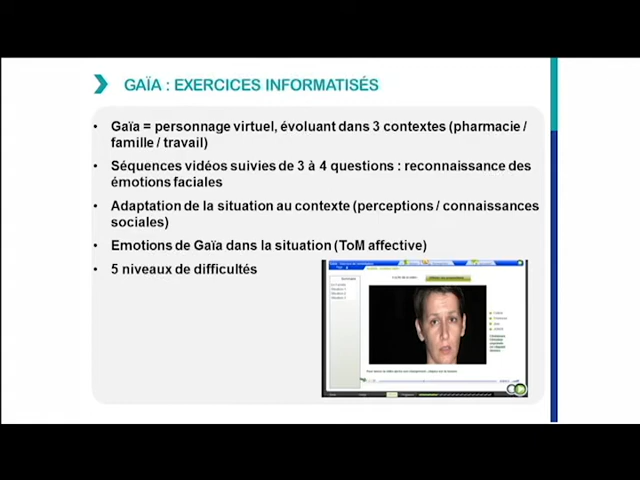 GAÏA : EXERCICES INFORMATISÉS
• Gaïa = personnage virtuel, évoluant dans 3 contextes (pharmacie /
famille / travail)
• Séquences vidéos suivies de 3 à 4 questions : reconnaissance des
émotions faciales
• Adaptation de la situation au contexte (perceptions / connaissances
sociales)
• Emotions de Gaïa dans la situation (ToM affective)
• 5 niveaux de difficultés